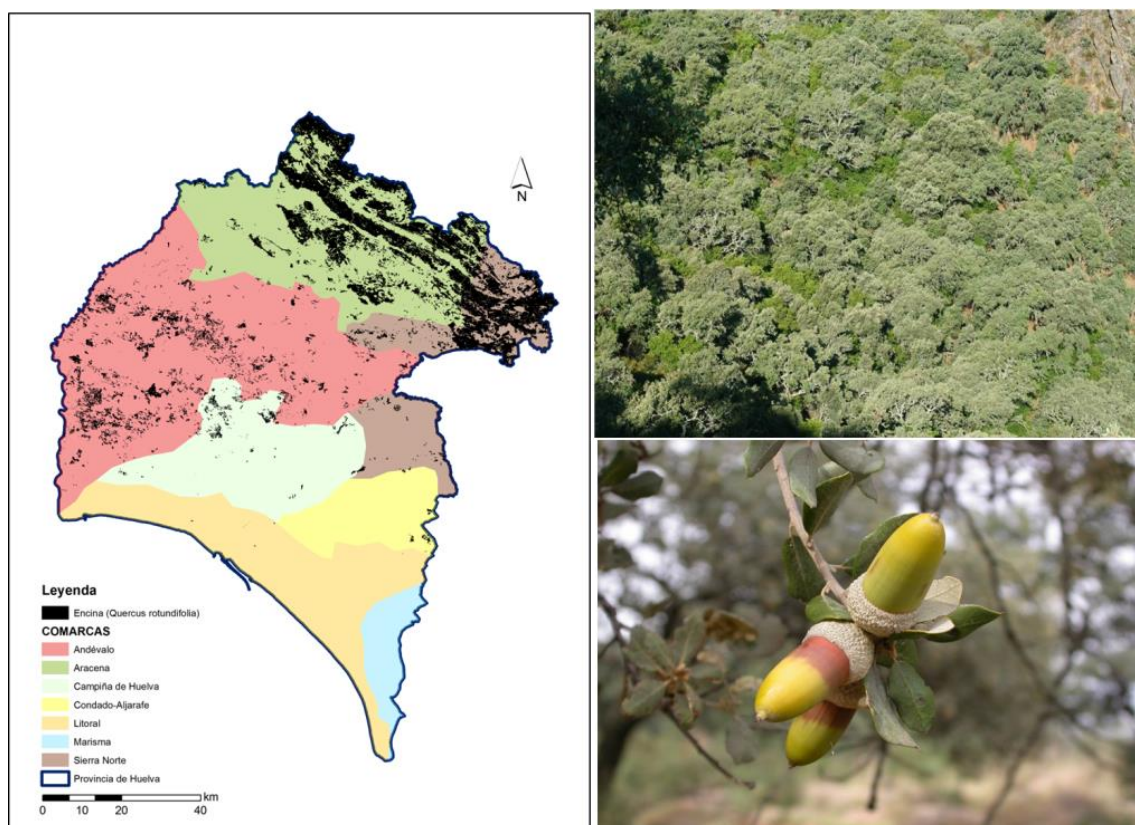 N
Leyenda
Encina (Quercus rotundifolia)
COMARCAS
Andévalo
Aracena
Campiña de Huelva
Condado-Aljarafe
Litoral
Marisma
Sierra Norte
Provincia de Huelva
km
0 10 20 40